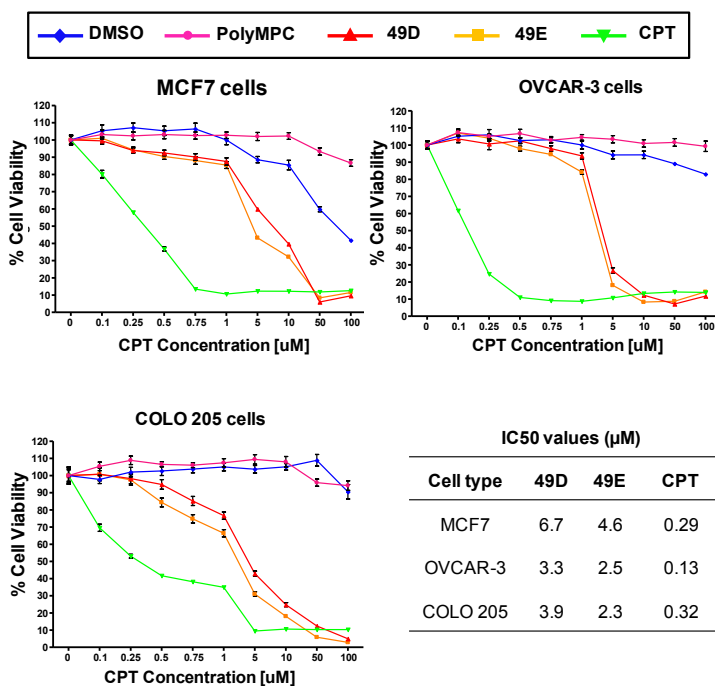 DMSO PolyMPC 49D 49E CPT
MCF7 cells
120
110
100
90
80
70
60
50
40
30
20
10
0
% Cell Viability
0 0.1 0.25 0.5 0.75 1 5 10 50 100
CPT Concentration [uM]
OVCAR-3 cells
120
110
100
90
80
70
60
50
40
30
20
10
0
% Cell Viability
0 0.1 0.25 0.5 0.75 1 5 10 50 100
CPT Concentration [uM]
COLO 205 cells
120
110
100
90
80
70
60
50
40
30
20
10
0
% Cell Viability
0 0.1 0.25 0.5 0.75 1 5 10 50 100
CPT Concentration [uM]
IC50 values (µM)
Cell type 49D 49E CPT
MCF7 6.7 4.6 0.29
OVCAR-3 3.3 2.5 0.13
COLO 205 3.9 2.3 0.32